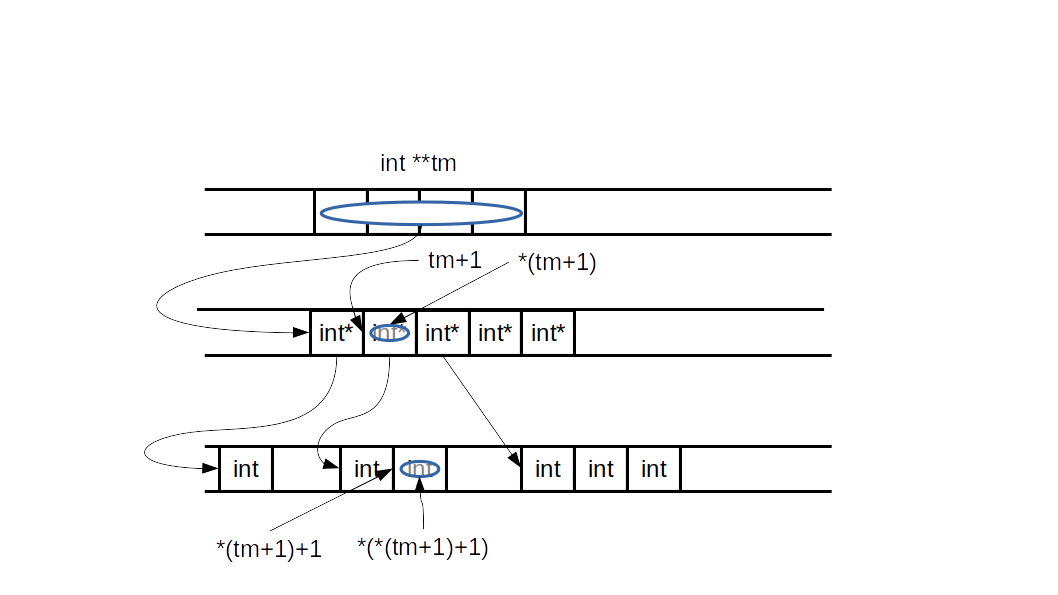 int **tm
tm+1 *(tm+1)
int* int* int* int* int*
int int int int int int
*(tm+1)+1 *(*(tm+1)+1)